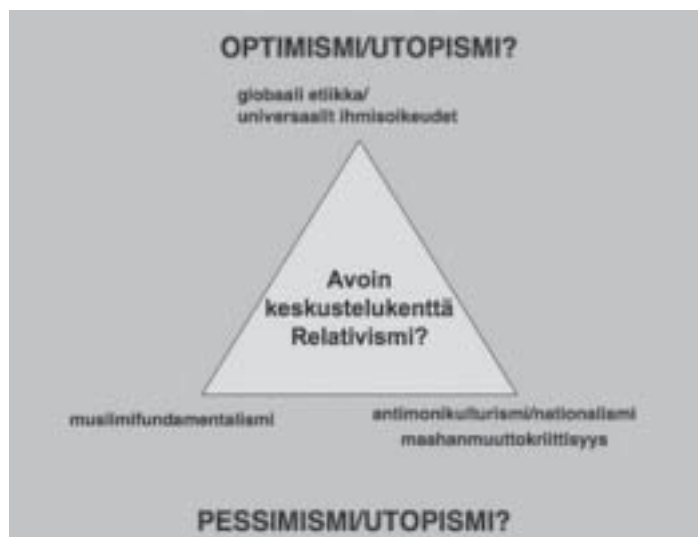 OPTIMISMI/UTOPISMI?
globaali etiikka/
universaalit ihmisoikeudet
Avoin
keskustelukenttä
Relativismi?
muslimifundamentalismi
antimonikulturismi/nationalismi
maahanmuuttokriittisyys
PESSIMISMI/UTOPISMI?